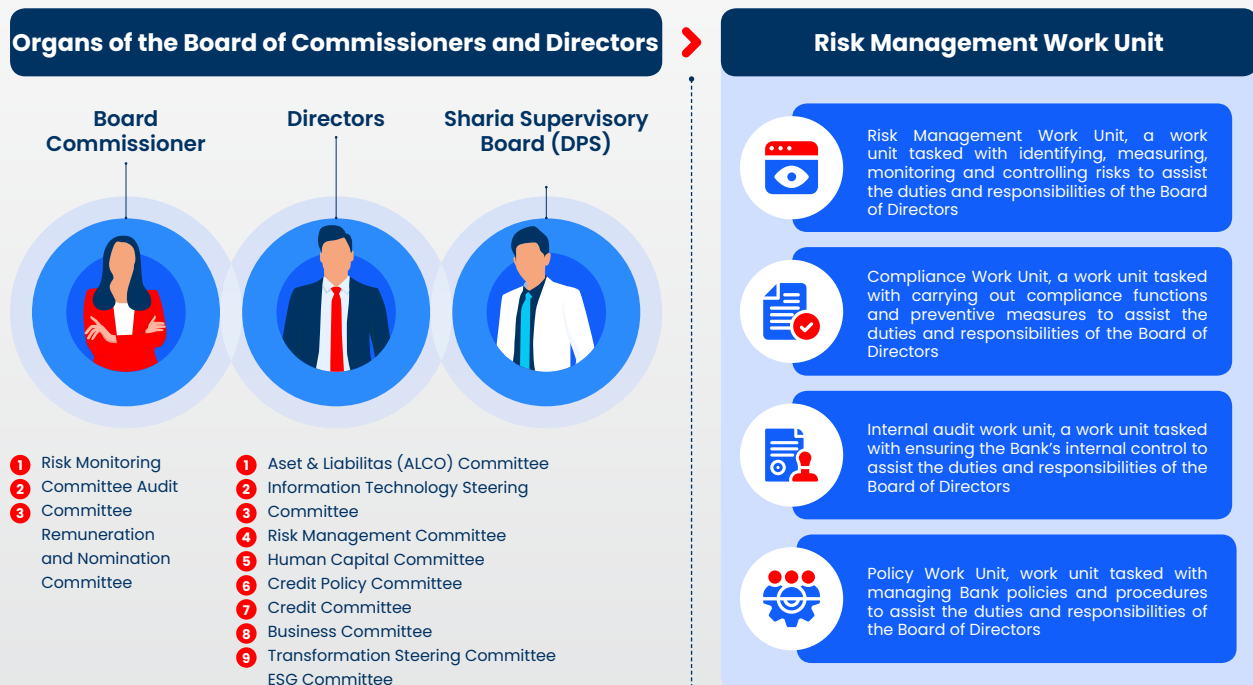 Organs of the Board of Commissioners and Directors
Board
Commissioner
Directors
Sharia Supervisory
Board (DPS)
1 Risk Monitoring
2 Committee Audit
3 Committee
Remuneration
and Nomination
Committee
1 Aset & Liabilitas (ALCO) Committee
2 Information Technology Steering
3 Committee
4 Risk Management Committee
5 Human Capital Committee
6 Credit Policy Committee
7 Credit Committee
8 Business Committee
9 Transformation Steering Committee
ESG Committee
Risk Management Work Unit
Risk Management Work Unit, a work
unit tasked with identifying, measuring,
monitoring and controlling risks to assist
the duties and responsibilities of the Board
of Directors
Compliance Work Unit, a work unit tasked
with carrying out compliance functions
and preventive measures to assist the
duties and responsibilities of the Board of
Directors
Internal audit work unit, a work unit tasked
with ensuring the Bank's internal control to
assist the duties and responsibilities of the
Board of Directors
Policy Work Unit, work unit tasked with
managing Bank policies and procedures
to assist the duties and responsibilities of
the Board of Directors